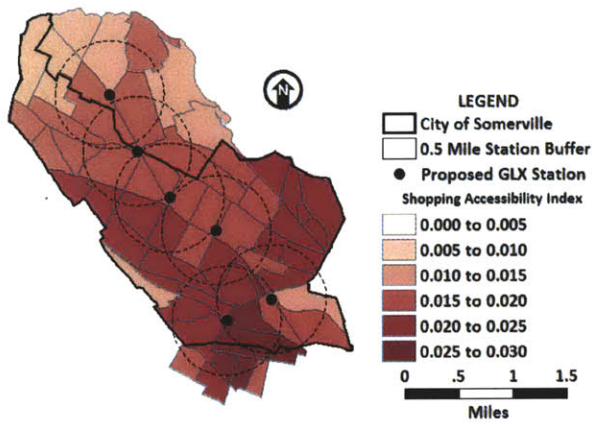 N
LEGEND
City of Somerville
0.5 Mile Station Buffer
Proposed GLX Station
Shopping Accessibility Index
0.000 to 0.005
0.005 to 0.010
0.010 to 0.015
0.015 to 0.020
0.020 to 0.025
0.025 to 0.030
0 .5 1 1.5
Miles